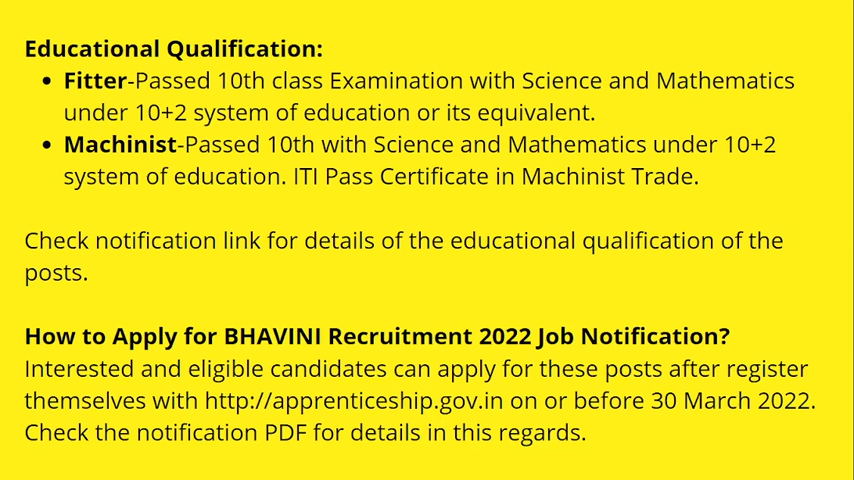 Educational Qualification:
• Fitter-Passed 10th class Examination with Science and Mathematics
under 10+2 system of education or its equivalent.
• Machinist-Passed 10th with Science and Mathematics under 10+2
system of education. ITI Pass Certificate in Machinist Trade.
Check notification link for details of the educational qualification of the
posts.
How to Apply for BHAVINI Recruitment 2022 Job Notification?
Interested and eligible candidates can apply for these posts after register
themselves with http://apprenticeship.gov.in on or before 30 March 2022.
Check the notification PDF for details in this regards.